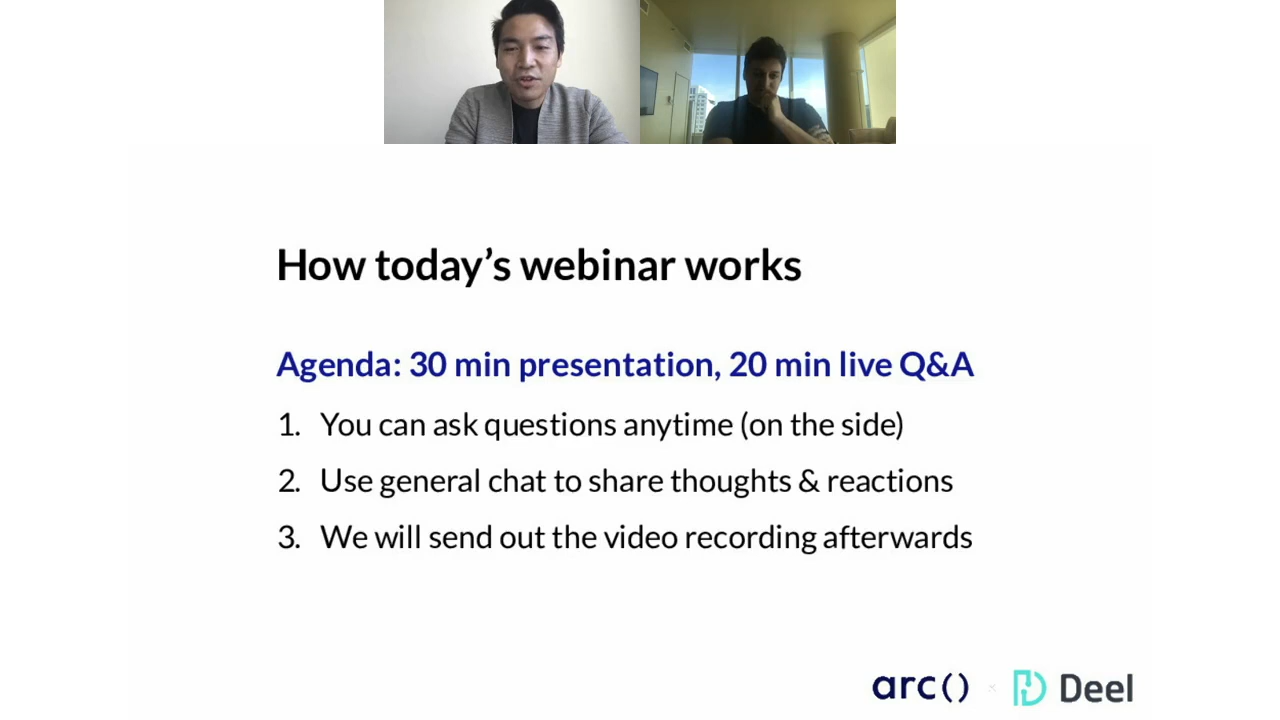 How today’s webinar works
Agenda: 30 min presentation, 20 min live Q&A
1. You can ask questions anytime (on the side)
2. Use general chat to share thoughts & reactions
3. We will send out the video recording afterwards
arc() × Deel